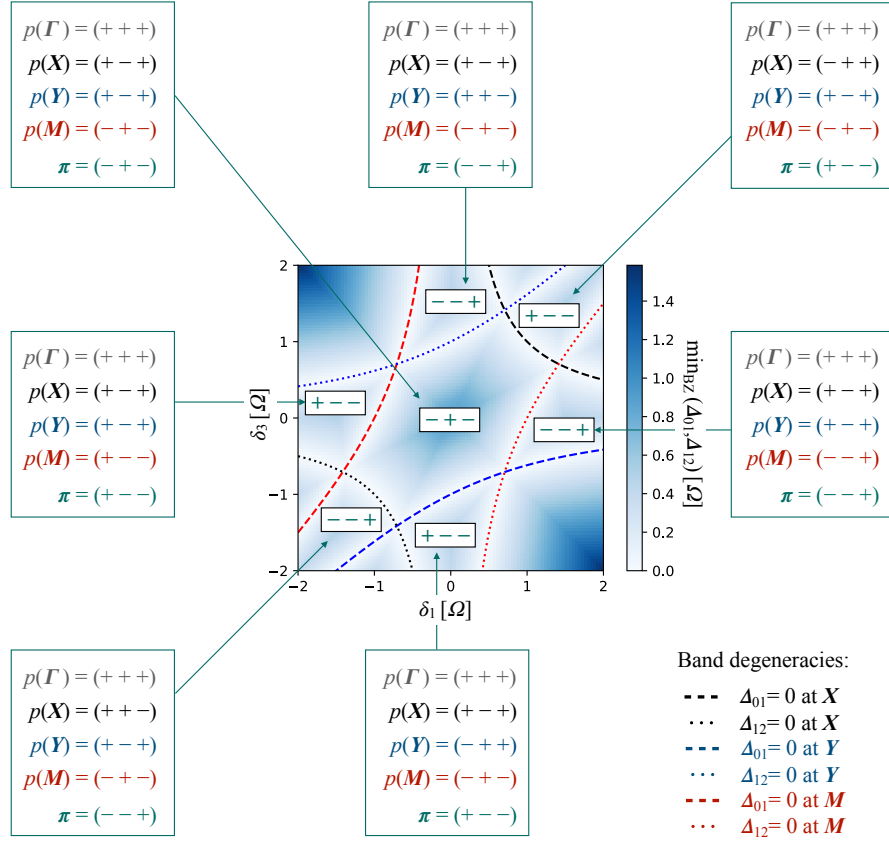 p(Γ) = (+ + +)
p(X) = (+ − +)
p(Y) = (+ − +)
p(M) = (− + −)
π = (− + −)
p(Γ) = (+ + +)
p(X) = (+ − +)
p(Y) = (+ + −)
p(M) = (− + −)
π = (− − +)
p(Γ) = (+ + +)
p(X) = (− + +)
p(Y) = (+ − +)
p(M) = (− + −)
π = (+ − −)
p(Γ) = (+ + +)
p(X) = (+ − +)
p(Y) = (+ − +)
p(M) = (+ − −)
π = (+ − −)
p(Γ) = (+ + +)
p(X) = (+ − +)
p(Y) = (+ − +)
p(M) = (− − +)
π = (− − +)
p(Γ) = (+ + +)
p(X) = (+ + −)
p(Y) = (+ − +)
p(M) = (− + −)
π = (− − +)
p(Γ) = (+ + +)
p(X) = (+ − +)
p(Y) = (− + +)
p(M) = (− + −)
π = (+ − −)
2
1
0
−1
−2
δ₃ [Ω]
−2 −1 0 1 2
δ₁ [Ω]
− − +
+ − −
+ − −
− + −
− − +
− − +
+ − −
1.4
1.2
1.0
0.8
0.6
0.4
0.2
0.0
min_BZ (Δ₀₁,Δ₁₂) [Ω]
Band degeneracies:
Δ₀₁= 0 at X
Δ₁₂= 0 at X
Δ₀₁= 0 at Y
Δ₁₂= 0 at Y
Δ₀₁= 0 at M
Δ₁₂= 0 at M